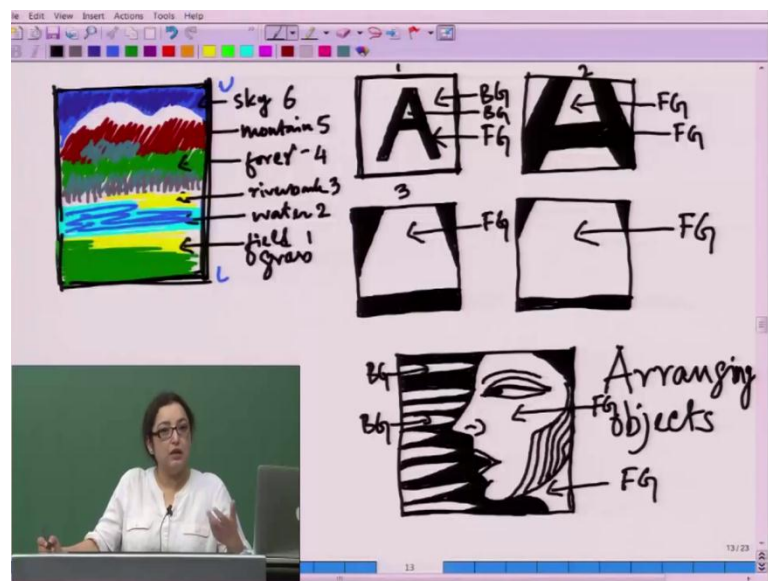 le Edit View Insert Actions Tools Help
U
sky 6
mountain 5
forest - 4
riverbank 3
water 2
field 1
grass
L
1
BG
BG
FG
A
2
FG
FG
A
3
FG
FG
BG
BG
FG
FG
Arranging
objects
13/23
13